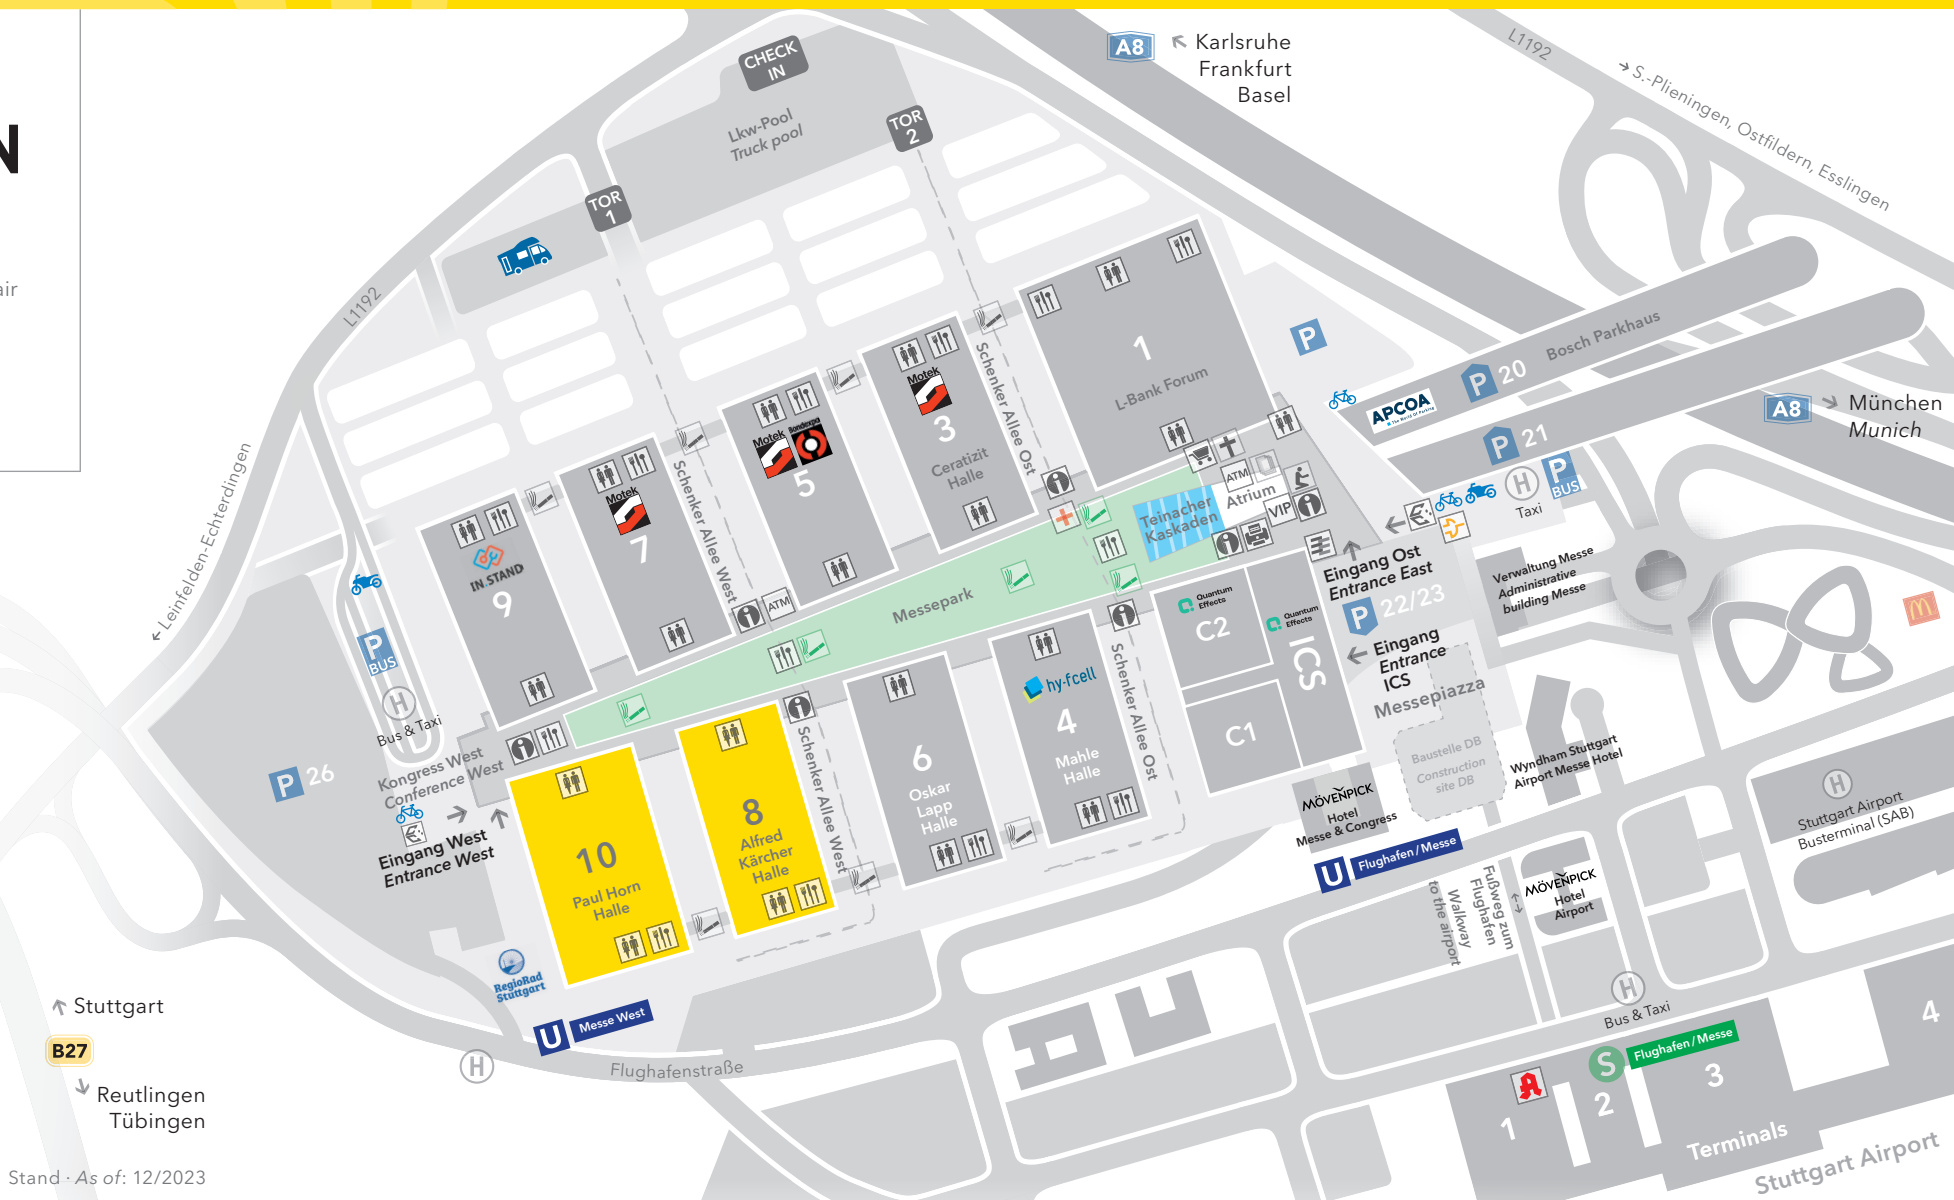 N
air
CHECK
IN
Lkw-Pool
Truck pool
TOR
1
TOR
2
A8
Karlsruhe
Frankfurt
Basel
L1192
S.-Plieningen, Ostfildern, Esslingen
L1192
Leinfelden-Echterdingen
1
L-Bank Forum
Motek
3
Ceratizit
Halle
Motek
Bondexpo
5
Motek
7
IN.STAND
9
Schenker Allee Ost
Schenker Allee West
P
P 20
Bosch Parkhaus
APCOA
P 21
A8
München
Munich
H
Taxi
P
BUS
ATM
Atrium
VIP
Teinacher
Kaskaden
Messepark
ATM
Eingang Ost
Entrance East
P 22/23
Eingang
Entrance
ICS
Messepiazza
Verwaltung Messe
Administrative
building Messe
Quantum
Effects
C2
Quantum
Effects
ICS
C1
hy-fcell
4
Mahle
Halle
Schenker Allee Ost
6
Oskar
Lapp
Halle
Schenker Allee West
8
Alfred
Kärcher
Halle
10
Paul Horn
Halle
P
BUS
H
Bus & Taxi
P 26
Kongress West
Conference West
Eingang West
Entrance West
RegioRad
Stuttgart
U Messe West
H
Flughafenstraße
Baustelle DB
Construction
site DB
Wyndham Stuttgart
Airport Messe Hotel
MÖVENPICK
Hotel
Messe & Congress
U Flughafen/Messe
Fußweg zum
Flughafen
Walkway
to the airport
MÖVENPICK
Hotel
Airport
H
Stuttgart Airport
Busterminal (SAB)
H
Bus & Taxi
S Flughafen/Messe
1
2
3
4
Terminals
Stuttgart Airport
Stuttgart
B27
Reutlingen
Tübingen
Stand · As of: 12/2023